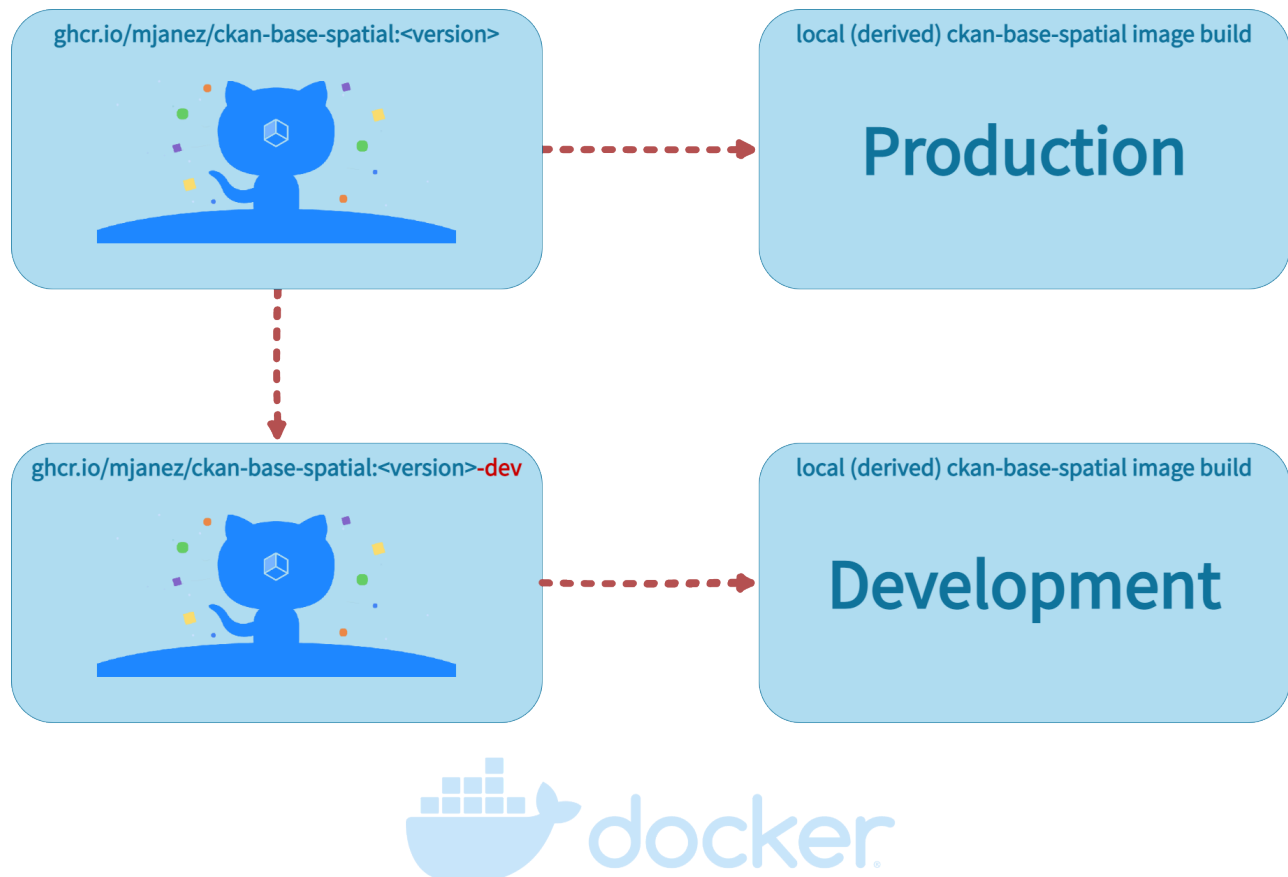 ghcr.io/mjanez/ckan-base-spatial:<version>
local (derived) ckan-base-spatial image build
Production
ghcr.io/mjanez/ckan-base-spatial:<version>-dev
local (derived) ckan-base-spatial image build
Development
docker